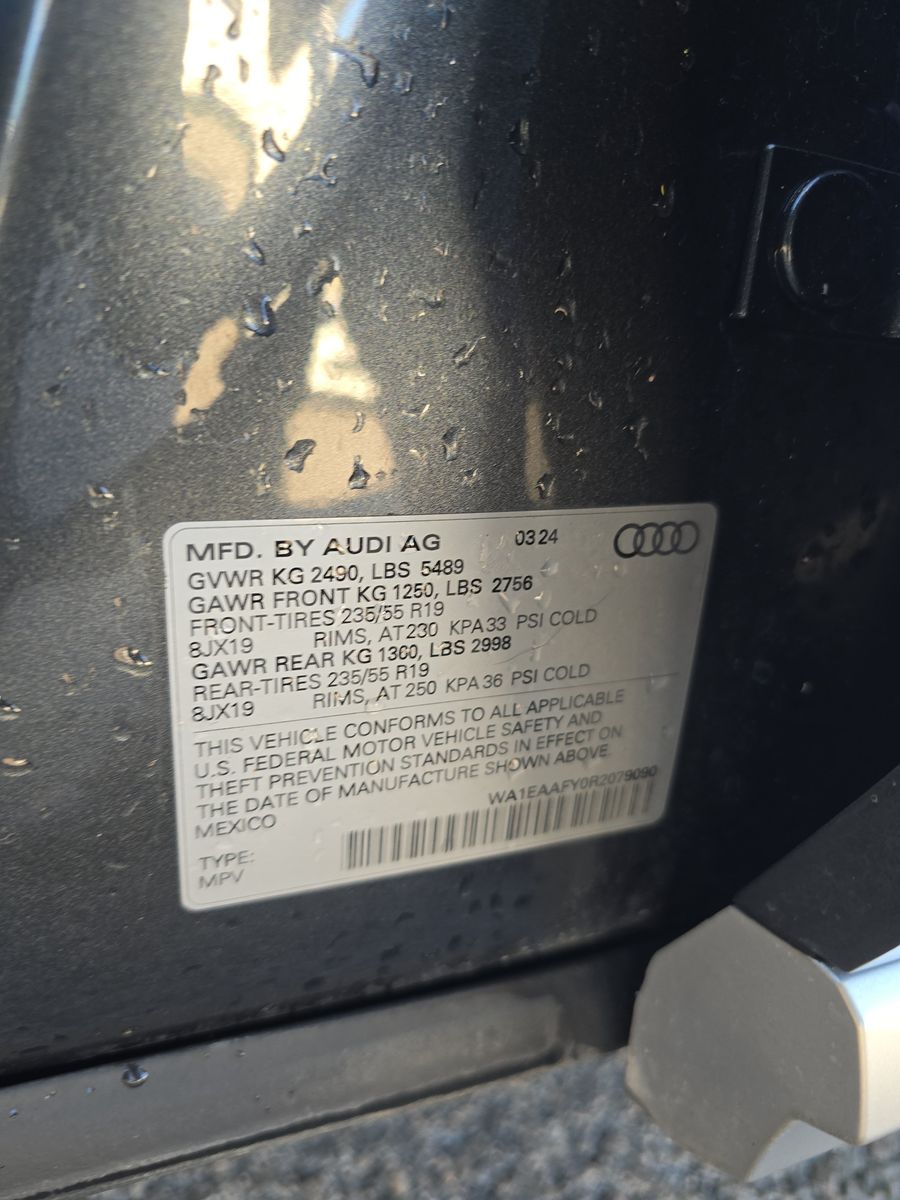 MFD. BY AUDI AG 03 24
GVWR KG 2490, LBS 5489
GAWR FRONT KG 1250, LBS 2756
FRONT-TIRES 235/55 R19
8JX19 RIMS, AT 230 KPA 33 PSI COLD
GAWR REAR KG 1360, LBS 2998
REAR-TIRES 235/55 R19
8JX19 RIMS, AT 250 KPA 36 PSI COLD
THIS VEHICLE CONFORMS TO ALL APPLICABLE
U.S. FEDERAL MOTOR VEHICLE SAFETY AND
THEFT PREVENTION STANDARDS IN EFFECT ON
THE DATE OF MANUFACTURE SHOWN ABOVE.
MEXICO WA1EAAFY0R2079090
TYPE:
MPV